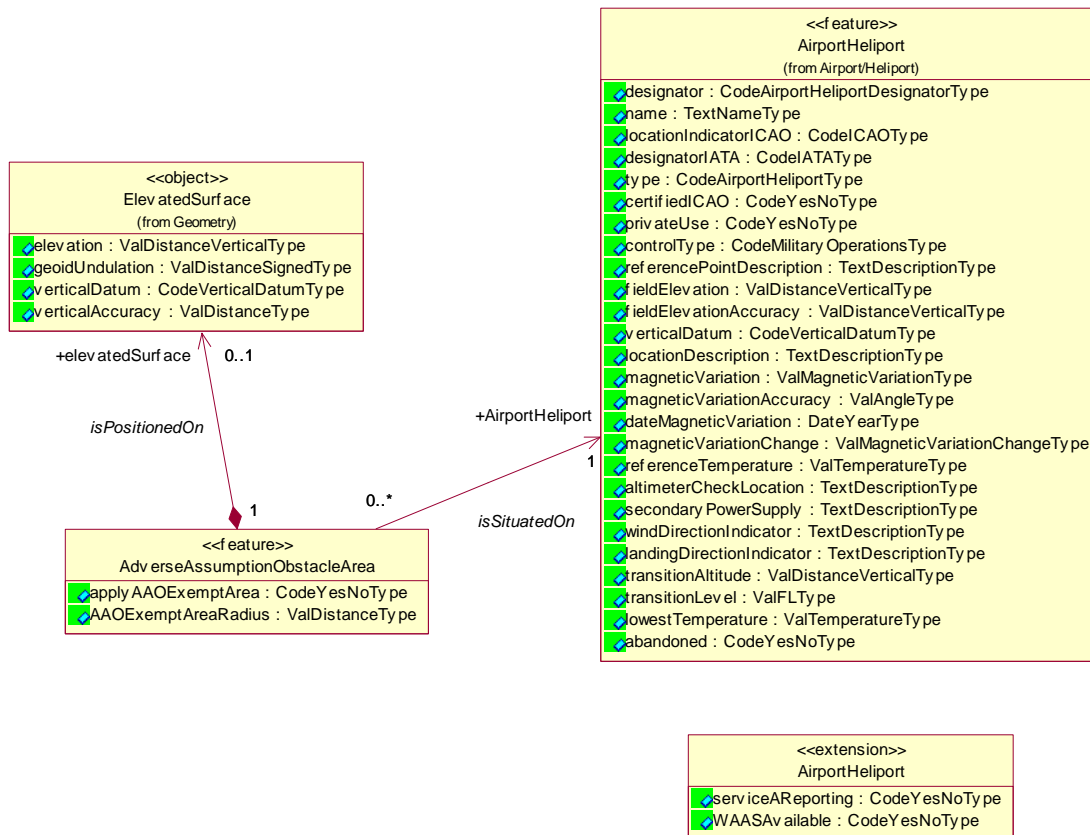 <<feature>>
AirportHeliport
(from Airport/Heliport)
designator : CodeAirportHeliportDesignatorType
name : TextNameType
locationIndicatorICAO : CodeICAOType
designatorIATA : CodeIATAType
type : CodeAirportHeliportType
certifiedICAO : CodeYesNoType
privateUse : CodeYesNoType
controlType : CodeMilitaryOperationsType
referencePointDescription : TextDescriptionType
fieldElevation : ValDistanceVerticalType
fieldElevationAccuracy : ValDistanceVerticalType
verticalDatum : CodeVerticalDatumType
locationDescription : TextDescriptionType
magneticVariation : ValMagneticVariationType
magneticVariationAccuracy : ValAngleType
dateMagneticVariation : DateYearType
magneticVariationChange : ValMagneticVariationChangeType
referenceTemperature : ValTemperatureType
altimeterCheckLocation : TextDescriptionType
secondaryPowerSupply : TextDescriptionType
windDirectionIndicator : TextDescriptionType
landingDirectionIndicator : TextDescriptionType
transitionAltitude : ValDistanceVerticalType
transitionLevel : ValFLType
lowestTemperature : ValTemperatureType
abandoned : CodeYesNoType
<<object>>
ElevatedSurface
(from Geometry)
elevation : ValDistanceVerticalType
geoidUndulation : ValDistanceSignedType
verticalDatum : CodeVerticalDatumType
verticalAccuracy : ValDistanceType
+elevatedSurface
0..1
isPositionedOn
1
+AirportHeliport
1
0..*
isSituatedOn
<<feature>>
AdverseAssumptionObstacleArea
applyAAOExemptArea : CodeYesNoType
AAOExemptAreaRadius : ValDistanceType
<<extension>>
AirportHeliport
serviceAReporting : CodeYesNoType
WAASAvailable : CodeYesNoType